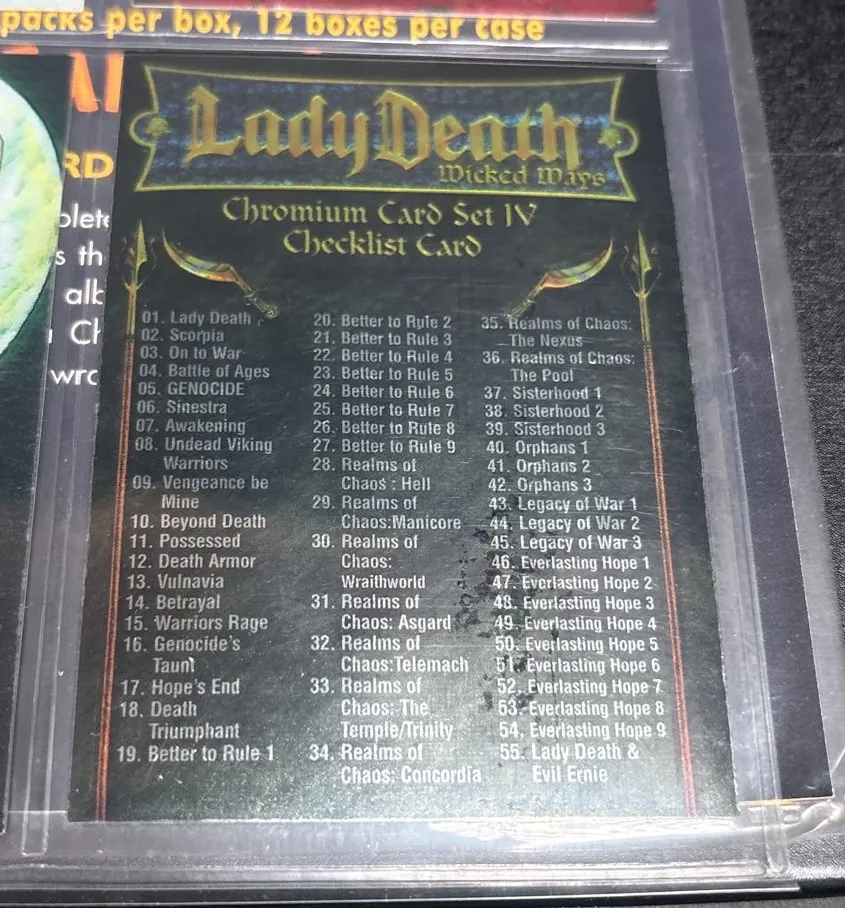 packs per box, 12 boxes per case
RD
plete
s th
alb
Ch
wro
Lady Death
Wicked Ways
Chromium Card Set IV
Checklist Card
01. Lady Death
02. Scorpia
03. On to War
04. Battle of Ages
05. GENOCIDE
06. Sinestra
07. Awakening
08. Undead Viking
Warriors
09. Vengeance be
Mine
10. Beyond Death
11. Possessed
12. Death Armor
13. Vulnavia
14. Betrayal
15. Warriors Rage
16. Genocide's
Taunt
17. Hope's End
18. Death
Triumphant
19. Better to Rule 1
20. Better to Rule 2
21. Better to Rule 3
22. Better to Rule 4
23. Better to Rule 5
24. Better to Rule 6
25. Better to Rule 7
26. Better to Rule 8
27. Better to Rule 9
28. Realms of
Chaos : Hell
29. Realms of
Chaos:Manicore
30. Realms of
Chaos:
Wraithworld
31. Realms of
Chaos: Asgard
32. Realms of
Chaos:Telemach
33. Realms of
Chaos: The
Temple/Trinity
34. Realms of
Chaos: Concordia
35. Realms of Chaos:
The Nexus
36. Realms of Chaos:
The Pool
37. Sisterhood 1
38. Sisterhood 2
39. Sisterhood 3
40. Orphans 1
41. Orphans 2
42. Orphans 3
43. Legacy of War 1
44. Legacy of War 2
45. Legacy of War 3
46. Everlasting Hope 1
47. Everlasting Hope 2
48. Everlasting Hope 3
49. Everlasting Hope 4
50. Everlasting Hope 5
51. Everlasting Hope 6
52. Everlasting Hope 7
53. Everlasting Hope 8
54. Everlasting Hope 9
55. Lady Death &
Evil Ernie